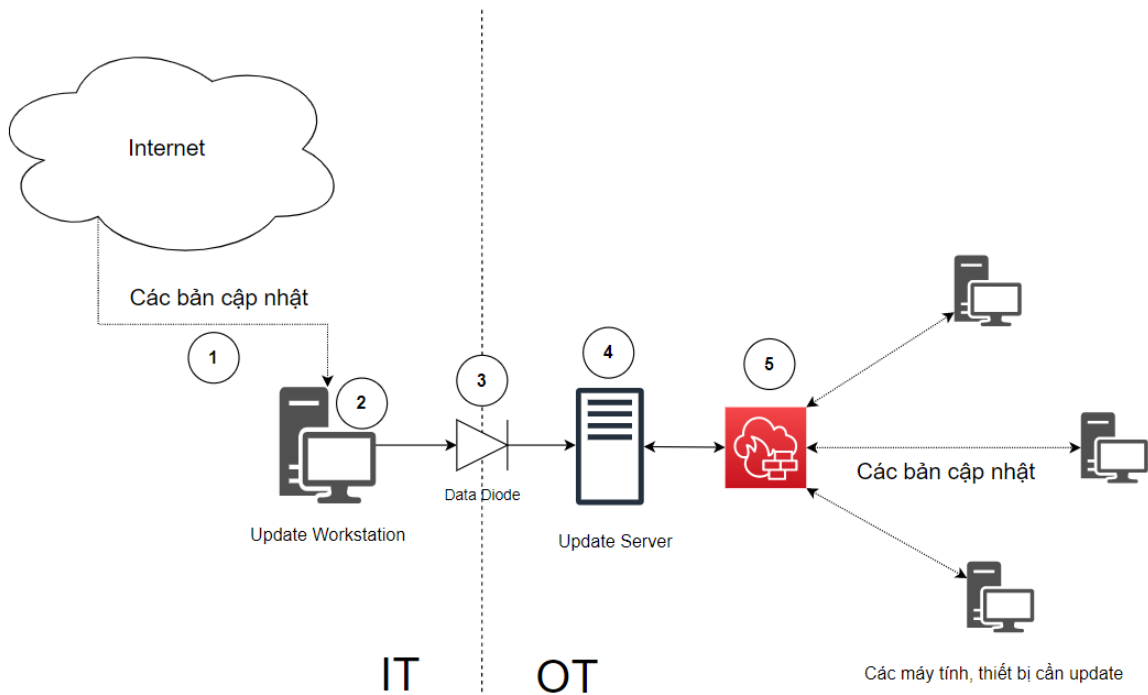 Internet
Các bản cập nhật
1
2
3
4
5
Data Diode
Update Workstation
Update Server
Các bản cập nhật
Các máy tính, thiết bị cần update
IT
OT